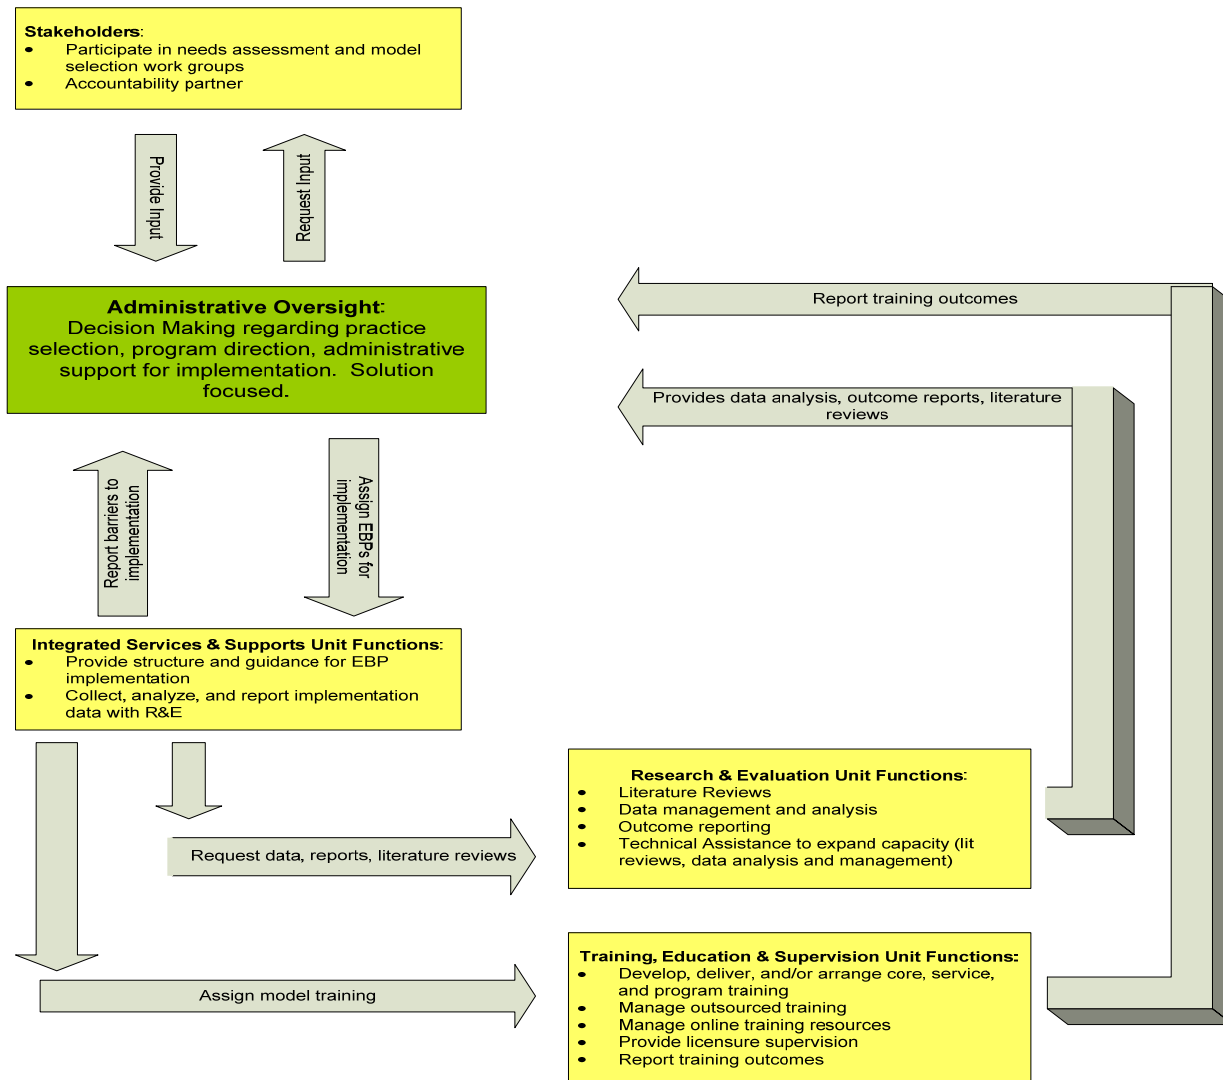 Stakeholders:
• Participate in needs assessment and model
selection work groups
• Accountability partner
Provide Input
Request Input
Administrative Oversight:
Decision Making regarding practice
selection, program direction, administrative
support for implementation.  Solution
focused.
Report training outcomes
Provides data analysis, outcome reports, literature
reviews
Report barriers to
implementation
Assign EBPs for
implementation
Integrated Services & Supports Unit Functions:
• Provide structure and guidance for EBP
implementation
• Collect, analyze, and report implementation
data with R&E
Research & Evaluation Unit Functions:
• Literature Reviews
• Data management and analysis
• Outcome reporting
• Technical Assistance to expand capacity (lit
reviews, data analysis and management)
Request data, reports, literature reviews
Training, Education & Supervision Unit Functions:
• Develop, deliver, and/or arrange core, service,
and program training
• Manage outsourced training
• Manage online training resources
• Provide licensure supervision
• Report training outcomes
Assign model training